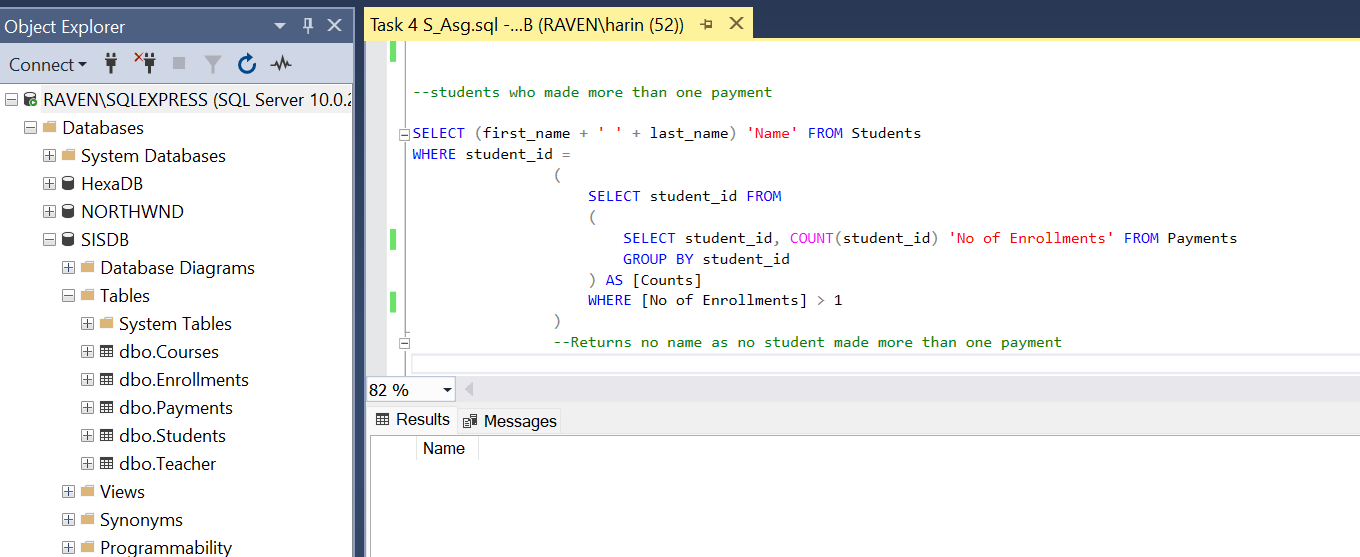 Object Explorer
Connect
RAVEN\SQLEXPRESS (SQL Server 10.0.2
Databases
System Databases
HexaDB
NORTHWND
SISDB
Database Diagrams
Tables
System Tables
dbo.Courses
dbo.Enrollments
dbo.Payments
dbo.Students
dbo.Teacher
Views
Synonyms
Programmability
Task 4 S_Asg.sql -...B (RAVEN\harin (52))
--students who made more than one payment
SELECT (first_name + ' ' + last_name) 'Name' FROM Students
WHERE student_id =
(
SELECT student_id FROM
(
SELECT student_id, COUNT(student_id) 'No of Enrollments' FROM Payments
GROUP BY student_id
) AS [Counts]
WHERE [No of Enrollments] > 1
)
--Returns no name as no student made more than one payment
82 %
Results Messages
Name